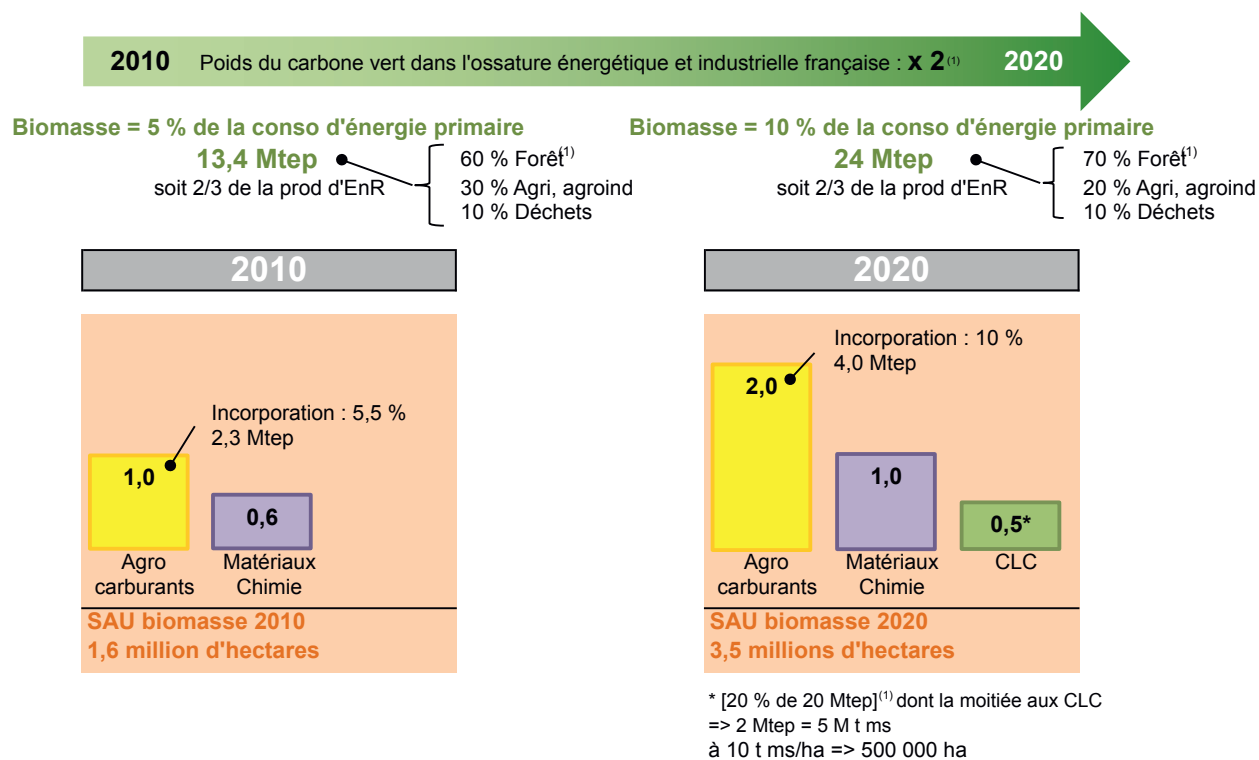 2010 Poids du carbone vert dans l'ossature énergétique et industrielle française : x 2(1) 2020
Biomasse = 5 % de la conso d'énergie primaire
13,4 Mtep
soit 2/3 de la prod d'EnR
60 % Forêt(1)
30 % Agri, agroind
10 % Déchets
Biomasse = 10 % de la conso d'énergie primaire
24 Mtep
soit 2/3 de la prod d'EnR
70 % Forêt(1)
20 % Agri, agroind
10 % Déchets
2010
Incorporation : 5,5 %
2,3 Mtep
1,0
0,6
Agro
carburants
Matériaux
Chimie
SAU biomasse 2010
1,6 million d'hectares
2020
Incorporation : 10 %
4,0 Mtep
2,0
1,0
0,5*
Agro
carburants
Matériaux
Chimie
CLC
SAU biomasse 2020
3,5 millions d'hectares
* [20 % de 20 Mtep](1) dont la moitiée aux CLC
=> 2 Mtep = 5 M t ms
à 10 t ms/ha => 500 000 ha